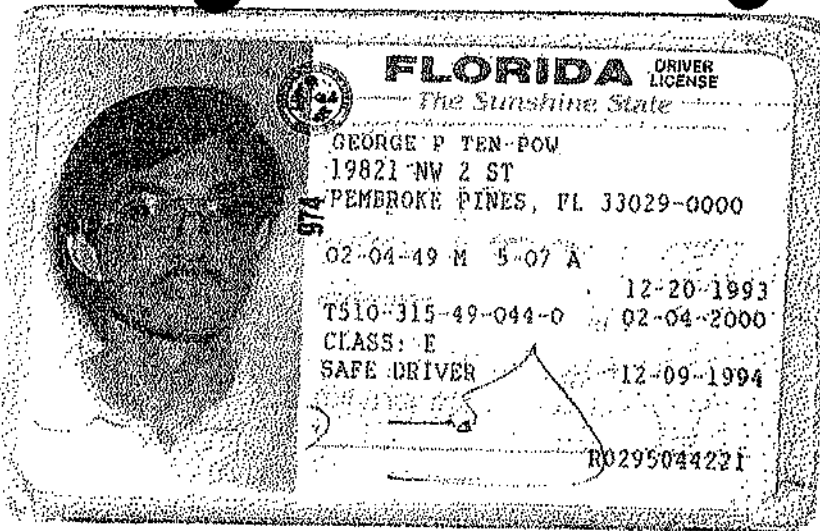 FLORIDA DRIVER LICENSE
The Sunshine State
GEORGE P TEN-POW
19821 NW 2 ST
PEMBROKE PINES, FL 33029-0000
974
02-04-49 M 5-07 A
12-20-1993
T510-315-49-044-0 02-04-2000
CLASS: E
SAFE DRIVER 12-09-1994
R0295044221